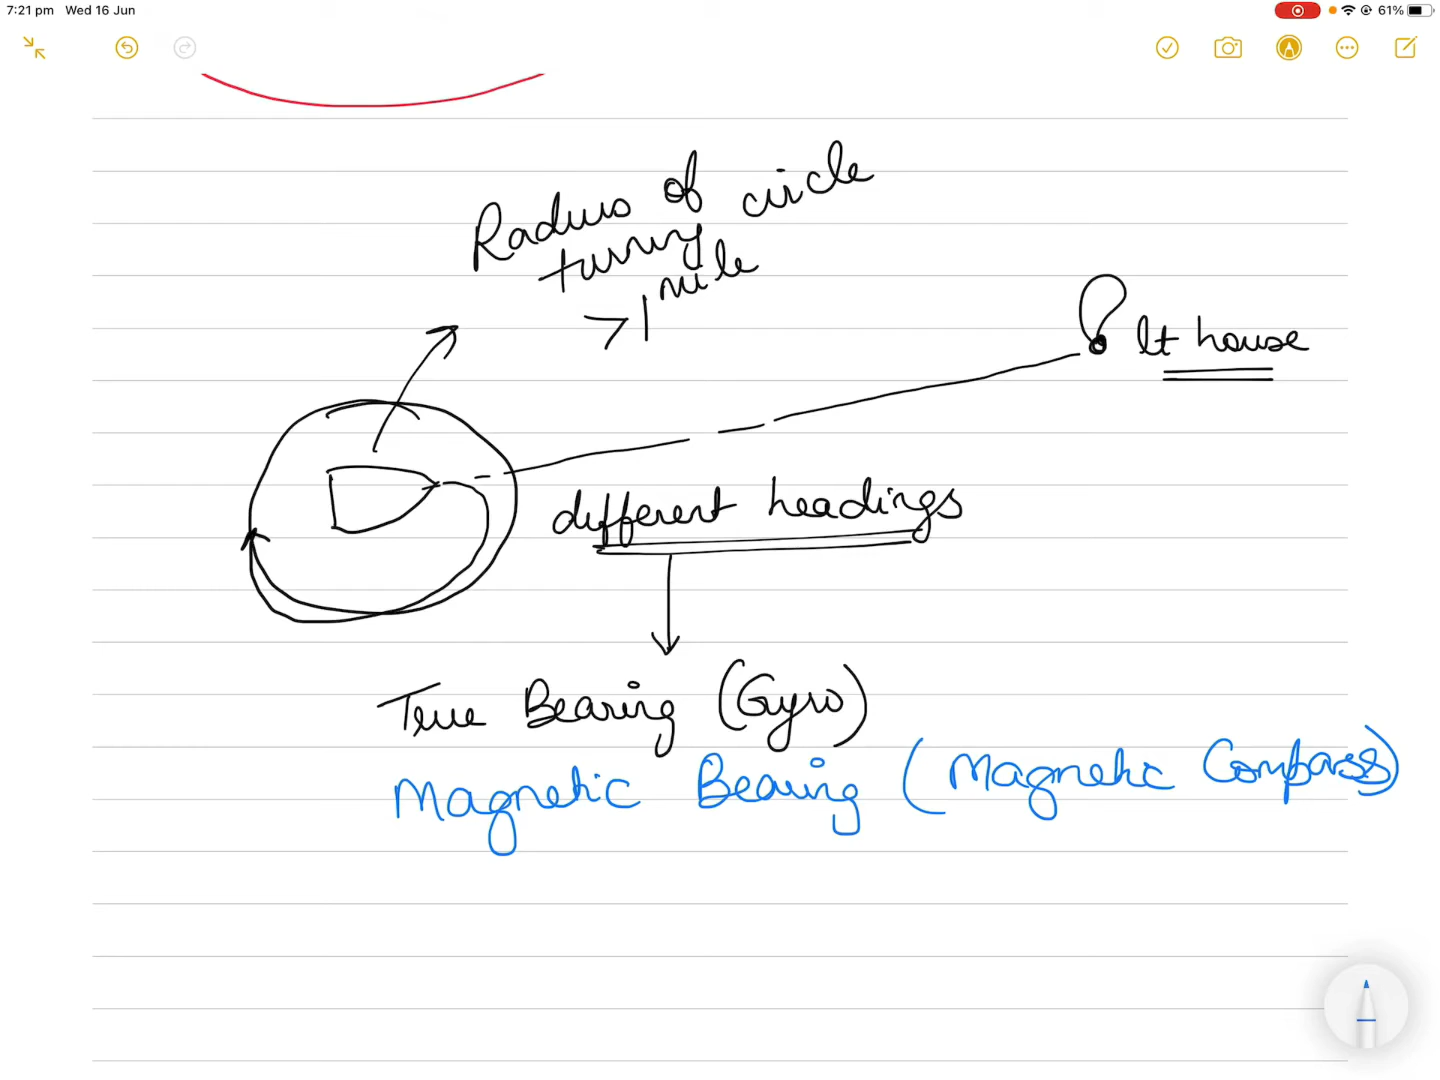 7:21 pm Wed 16 Jun
61%
Radius of circle
turning
>1 mile
lt house
different headings
True Bearing (Gyro)
Magnetic Bearing (Magnetic Compass)